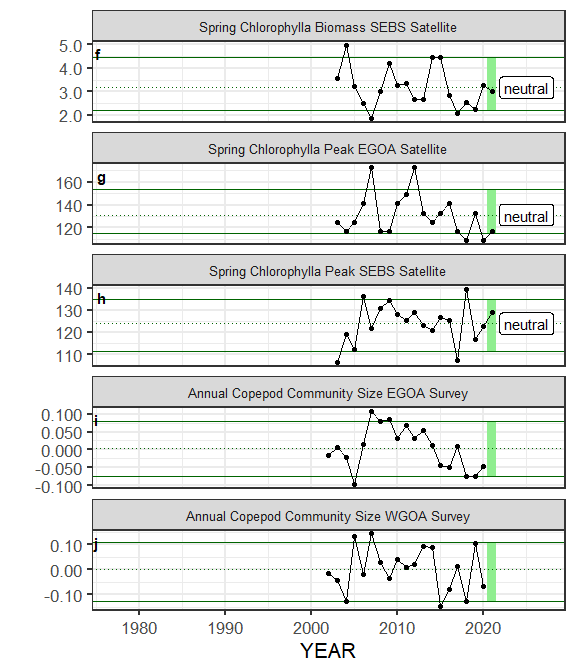 Spring Chlorophylla Biomass SEBS Satellite
f
5.0
4.0
3.0
2.0
neutral
Spring Chlorophylla Peak EGOA Satellite
g
160
140
120
neutral
Spring Chlorophylla Peak SEBS Satellite
h
140
130
120
110
neutral
Annual Copepod Community Size EGOA Survey
i
0.100
0.050
0.000
-0.050
-0.100
Annual Copepod Community Size WGOA Survey
j
0.10
0.00
-0.10
1980 1990 2000 2010 2020
YEAR